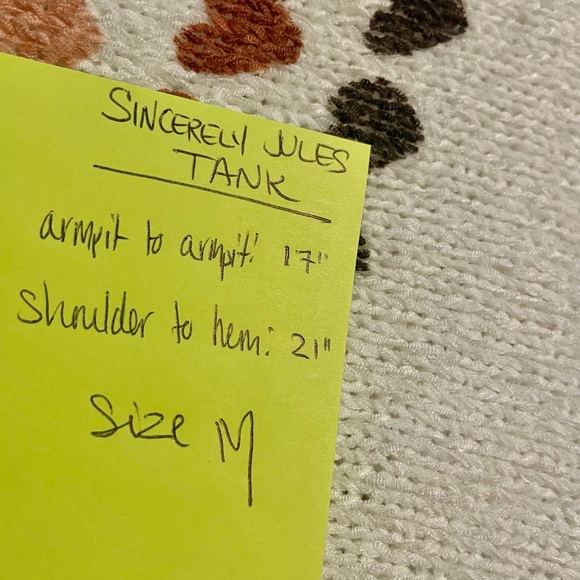 SINCERELY JULES
TANK
armpit to armpit: 17"
shoulder to hem: 21"
Size M